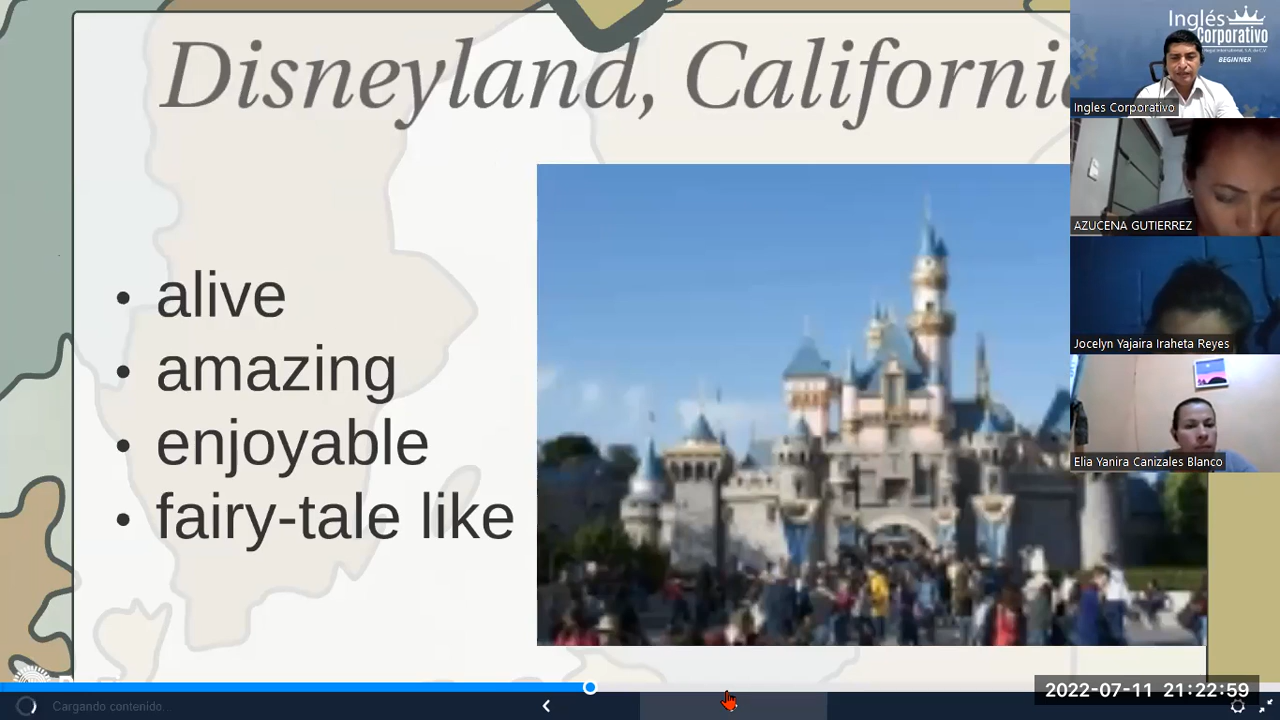 Disneyland, California
• alive
• amazing
• enjoyable
• fairy-tale like
Inglés
Corporativo
BEGINNER
Ingles Corporativo
AZUCENA GUTIERREZ
Jocelyn Yajaira Iraheta Reyes
Elia Yanira Canizales Blanco
2022-07-11 21:22:59
Cargando contenido.